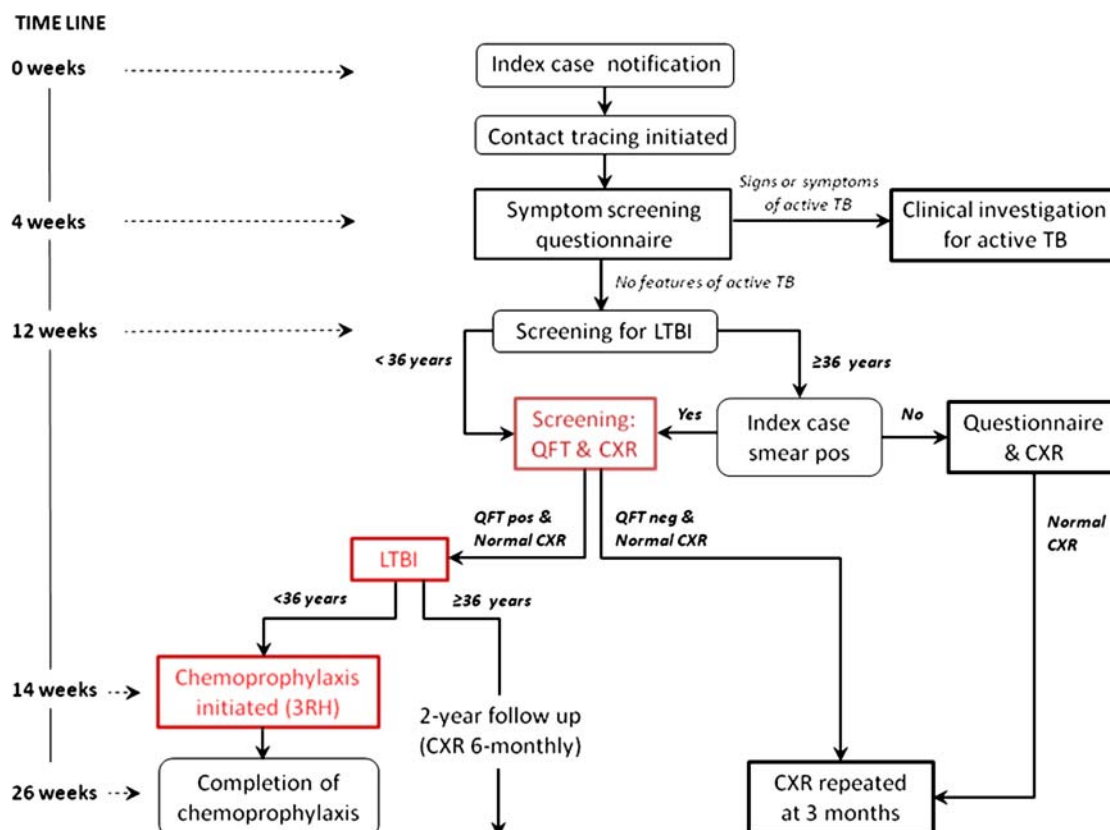 TIME LINE
0 weeks
Index case notification
Contact tracing initiated
4 weeks
Symptom screening
questionnaire
Signs or symptoms
of active TB
Clinical investigation
for active TB
No features of active TB
12 weeks
Screening for LTBI
< 36 years
≥36 years
Screening:
QFT & CXR
Yes
Index case
smear pos
No
Questionnaire
& CXR
QFT pos &
Normal CXR
QFT neg &
Normal CXR
Normal
CXR
LTBI
<36 years
≥36 years
14 weeks
Chemoprophylaxis
initiated (3RH)
2-year follow up
(CXR 6-monthly)
26 weeks
Completion of
chemoprophylaxis
CXR repeated
at 3 months